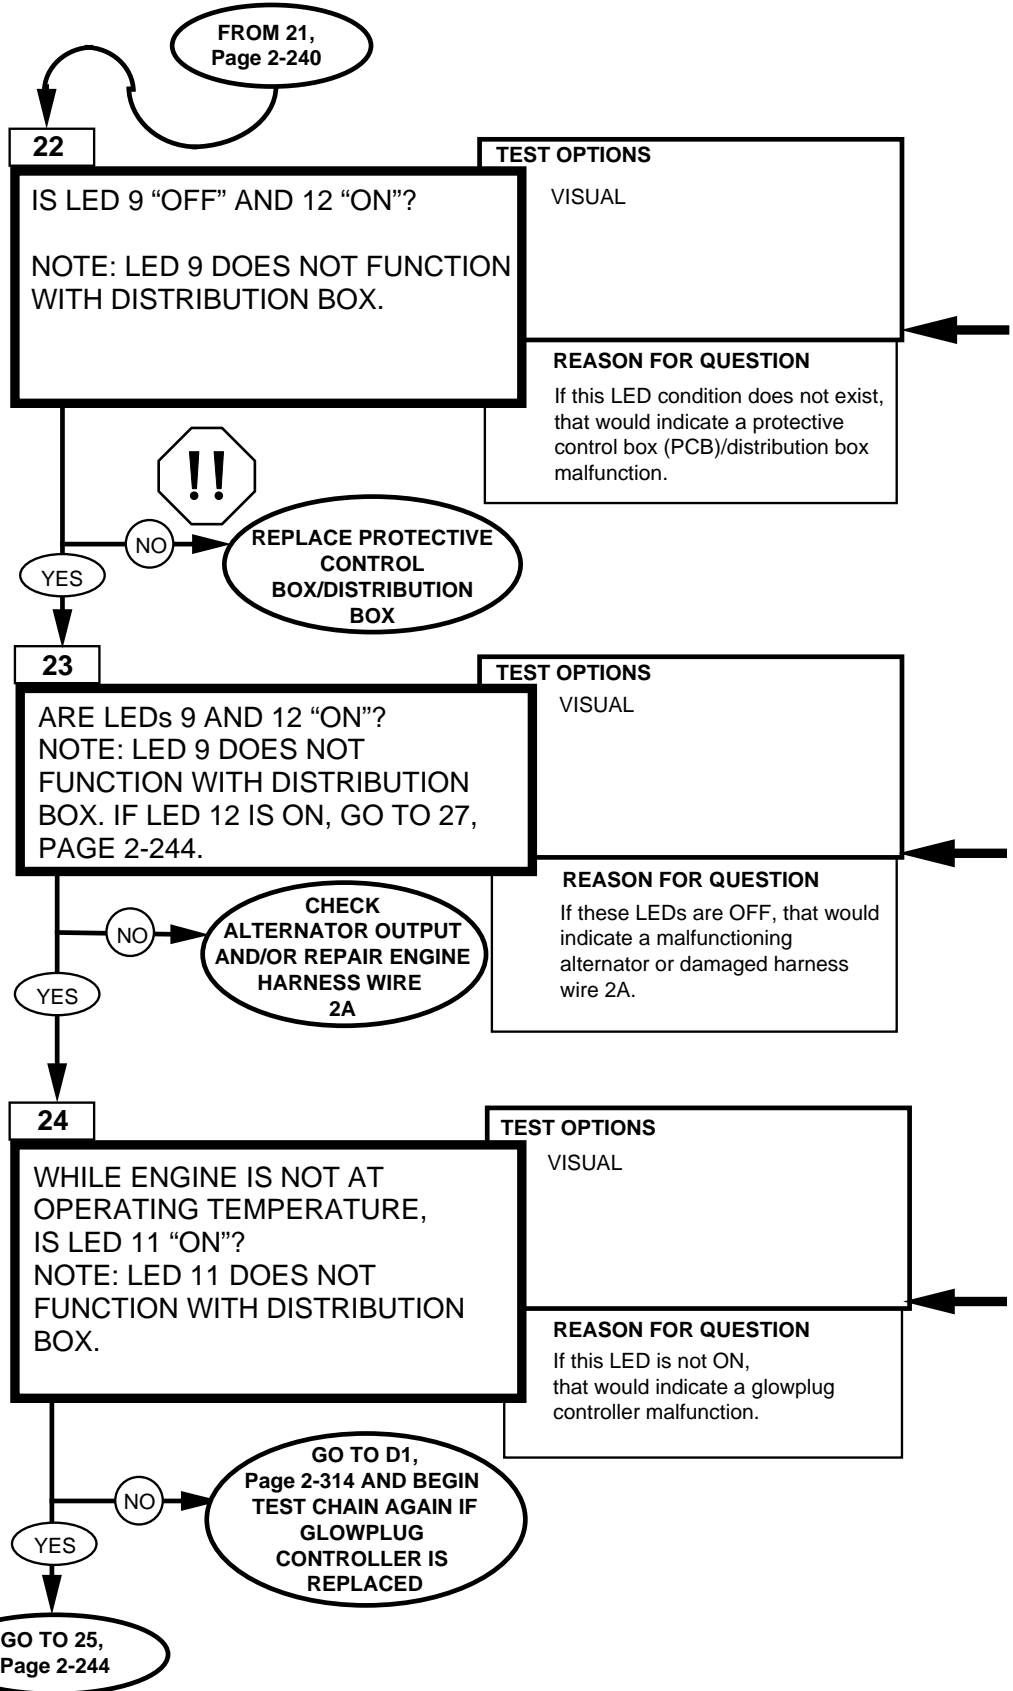 FROM 21,
Page 2-240
22
IS LED 9 “OFF” AND 12 “ON”?
NOTE: LED 9 DOES NOT FUNCTION
WITH DISTRIBUTION BOX.
TEST OPTIONS
VISUAL
REASON FOR QUESTION
If this LED condition does not exist,
that would indicate a protective
control box (PCB)/distribution box
malfunction.
!!
NO
REPLACE PROTECTIVE
CONTROL
BOX/DISTRIBUTION
BOX
YES
23
ARE LEDs 9 AND 12 “ON”?
NOTE: LED 9 DOES NOT
FUNCTION WITH DISTRIBUTION
BOX. IF LED 12 IS ON, GO TO 27,
PAGE 2-244.
TEST OPTIONS
VISUAL
REASON FOR QUESTION
If these LEDs are OFF, that would
indicate a malfunctioning
alternator or damaged harness
wire 2A.
NO
CHECK
ALTERNATOR OUTPUT
AND/OR REPAIR ENGINE
HARNESS WIRE
2A
YES
24
WHILE ENGINE IS NOT AT
OPERATING TEMPERATURE,
IS LED 11 “ON”?
NOTE: LED 11 DOES NOT
FUNCTION WITH DISTRIBUTION
BOX.
TEST OPTIONS
VISUAL
REASON FOR QUESTION
If this LED is not ON,
that would indicate a glowplug
controller malfunction.
NO
GO TO D1,
Page 2-314 AND BEGIN
TEST CHAIN AGAIN IF
GLOWPLUG
CONTROLLER IS
REPLACED
YES
GO TO 25,
Page 2-244